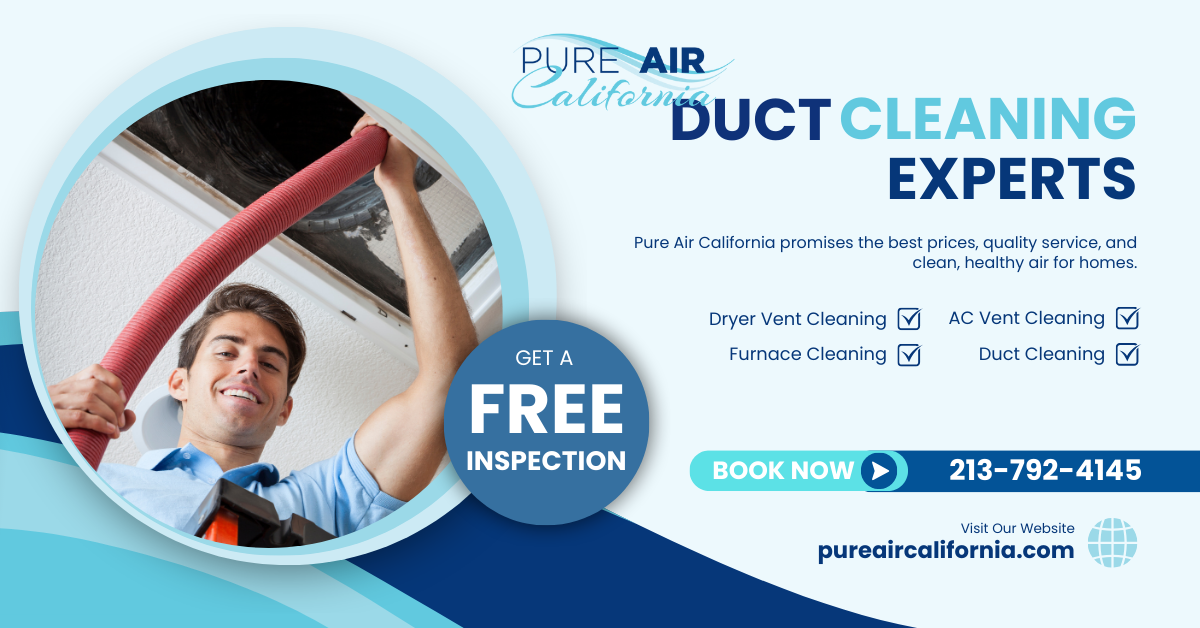 PURE AIR
California
DUCT CLEANING
EXPERTS
Pure Air California promises the best prices, quality service, and
clean, healthy air for homes.
Dryer Vent Cleaning
AC Vent Cleaning
Furnace Cleaning
Duct Cleaning
GET A
FREE
INSPECTION
BOOK NOW
213-792-4145
Visit Our Website
pureaircalifornia.com